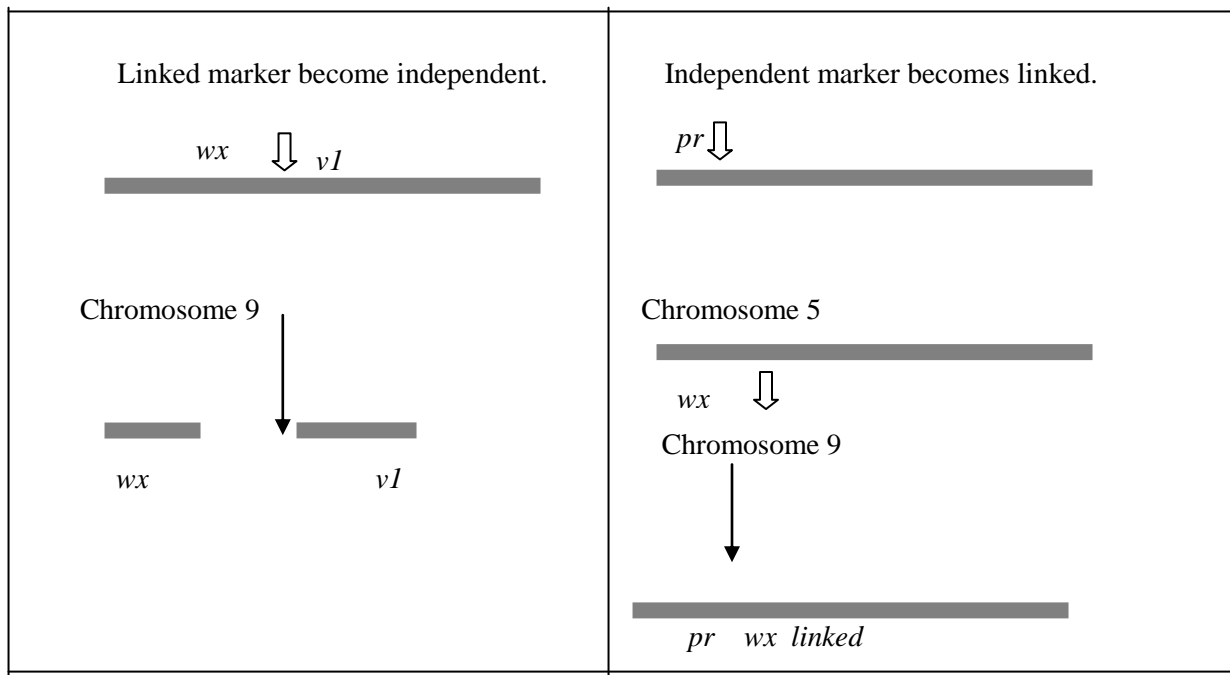 Linked marker become independent.
wx
v1
Chromosome 9
wx
v1
Independent marker becomes linked.
pr
Chromosome 5
wx
Chromosome 9
pr wx linked